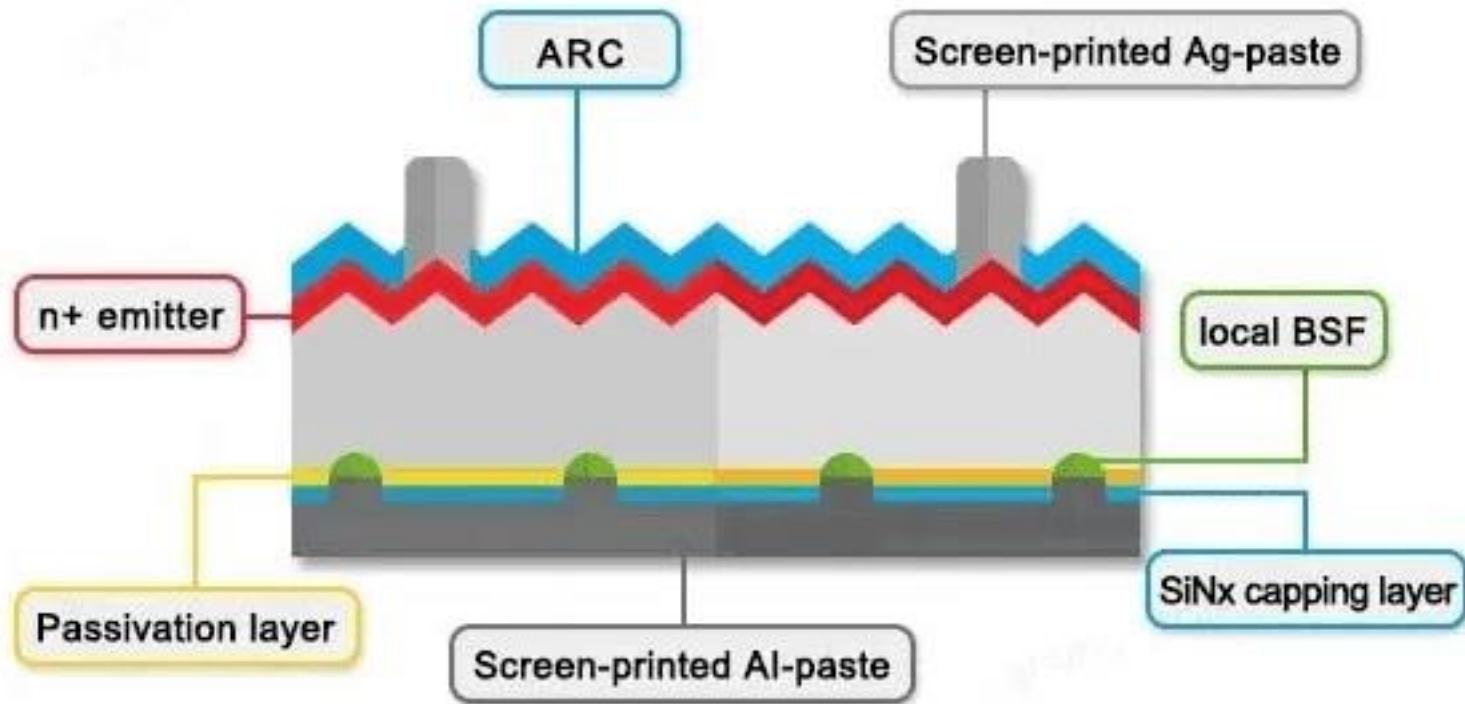 ARC
Screen-printed Ag-paste
n+ emitter
local BSF
SiNx capping layer
Passivation layer
Screen-printed Al-paste